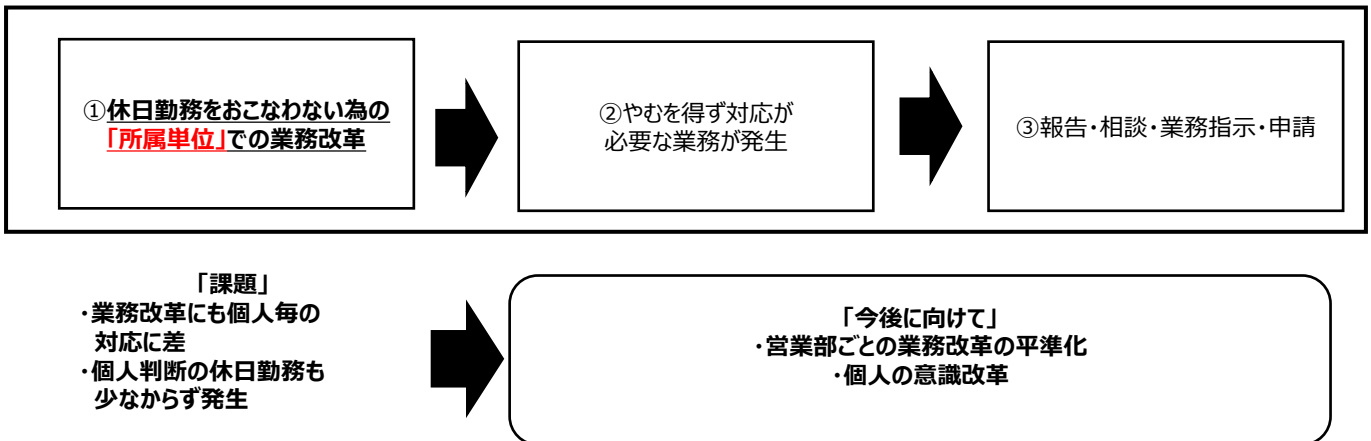 ①休日勤務をおこなわない為の
「所属単位」での業務改革
②やむを得ず対応が
必要な業務が発生
③報告・相談・業務指示・申請
「課題」
・業務改革にも個人毎の
対応に差
・個人判断の休日勤務も
少なからず発生
「今後に向けて」
・営業部ごとの業務改革の平準化
・個人の意識改革